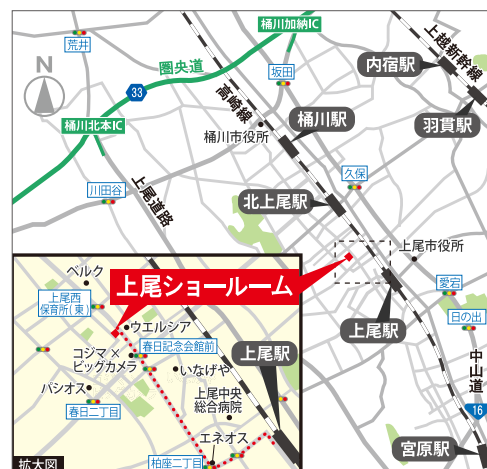 桶川加納IC
荒井
上越新幹線
内宿駅
N
圏央道
坂田
高崎線
33
羽貫駅
桶川北本IC
桶川市役所
桶川駅
上尾道路
川田谷
久保
北上尾駅
上尾市役所
ベルク
上尾ショールーム
愛宕
上尾西
保育所(東)
ウエルシア
日の出
上尾駅
春日記念会館前
コジマ×
ビッグカメラ
上尾駅
いなげや
中山道
パシオス
上尾中央
総合病院
春日二丁目
16
エネオス
宮原駅
拡大図
柏座二丁目